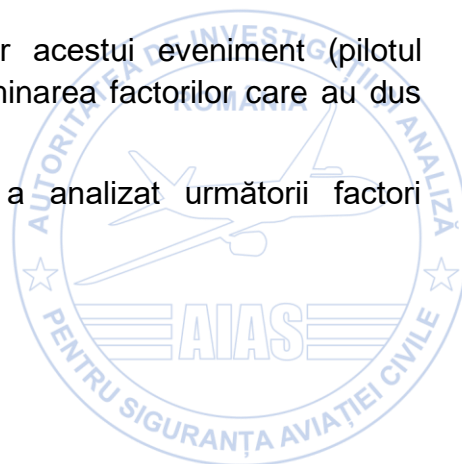 r acestui eveniment (pilotul
ninarea factorilor care au dus
a analizat următorii factori
AUTORITATEA DE INVESTIGAȚII ȘI ANALIZĂ
ROMÂNIA
AIAS
PENTRU SIGURANȚA AVIAȚIEI CIVILE